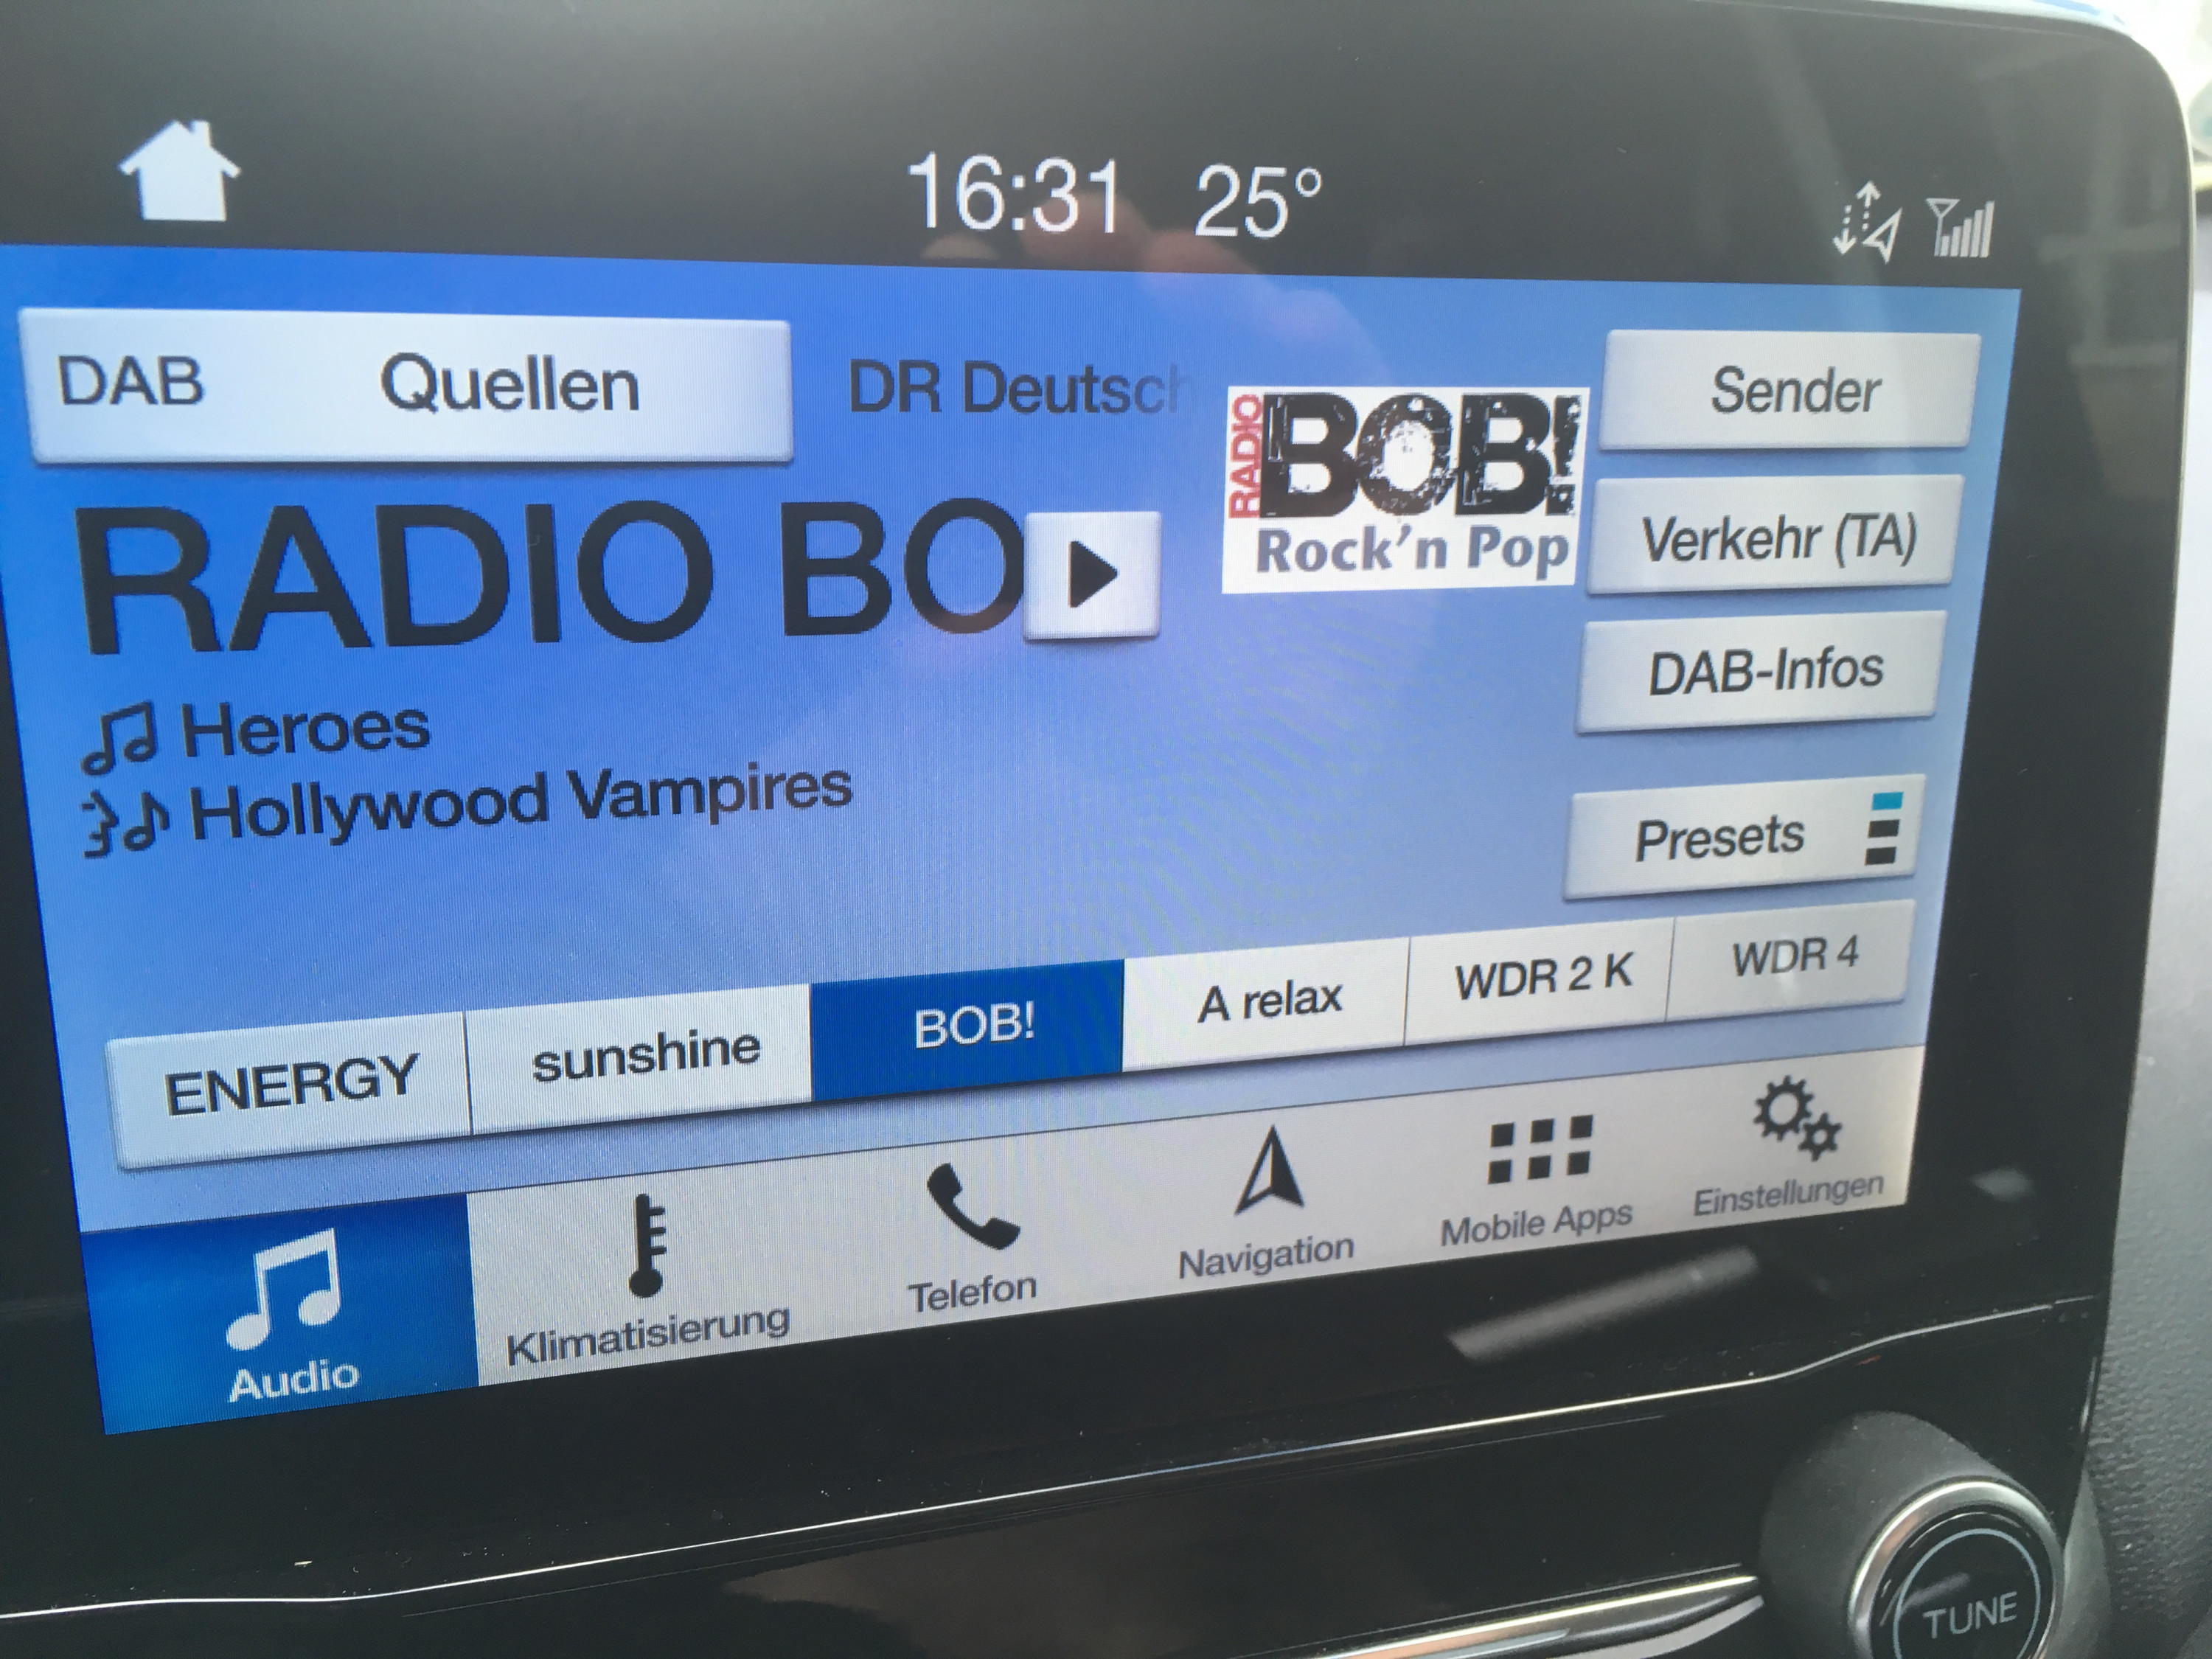 16:31 25°
DAB Quellen
DR Deutsch
RADIO BOB!
Rock'n Pop
Sender
Verkehr (TA)
DAB-Infos
RADIO BO
Heroes
Hollywood Vampires
Presets
ENERGY sunshine BOB! A relax WDR 2 K WDR 4
Audio Klimatisierung Telefon Navigation Mobile Apps Einstellungen
TUNE